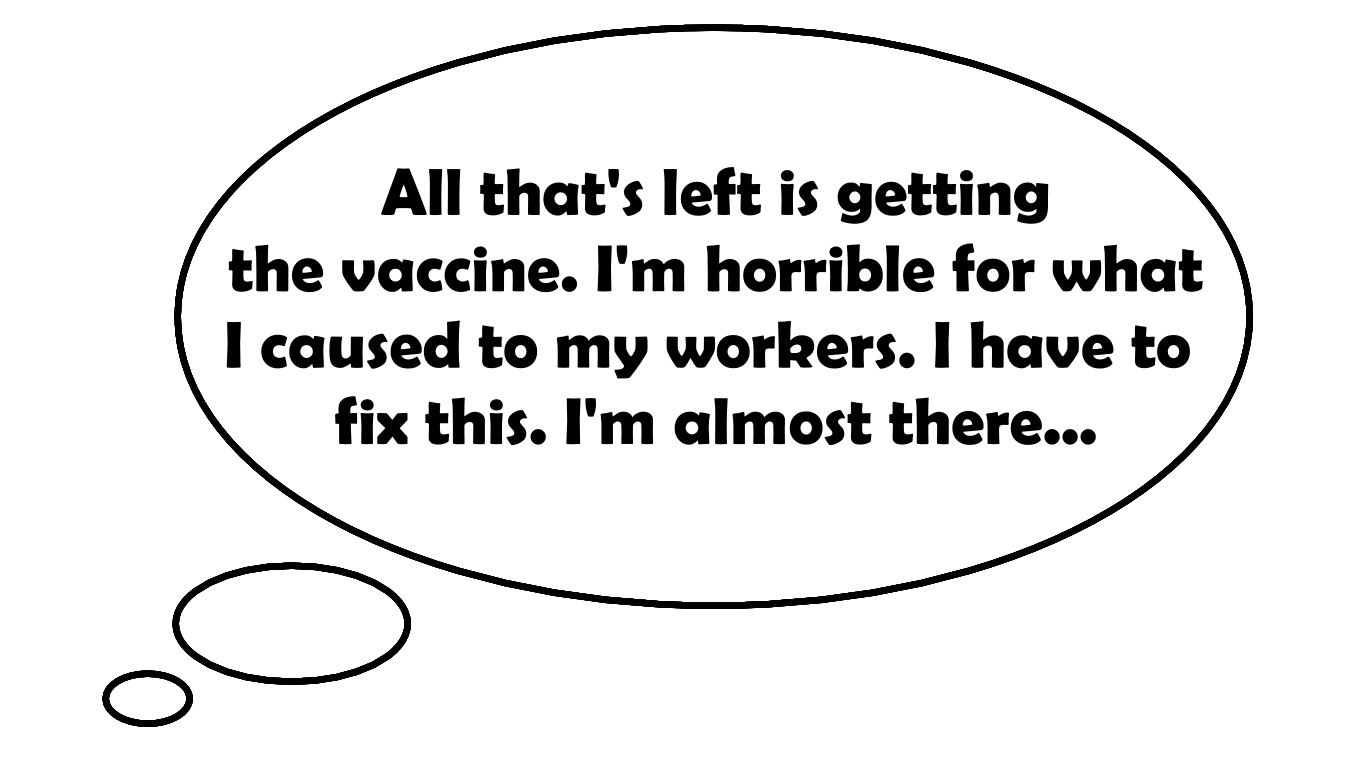 All that's left is getting
the vaccine. I'm horrible for what
I caused to my workers. I have to
fix this. I'm almost there...